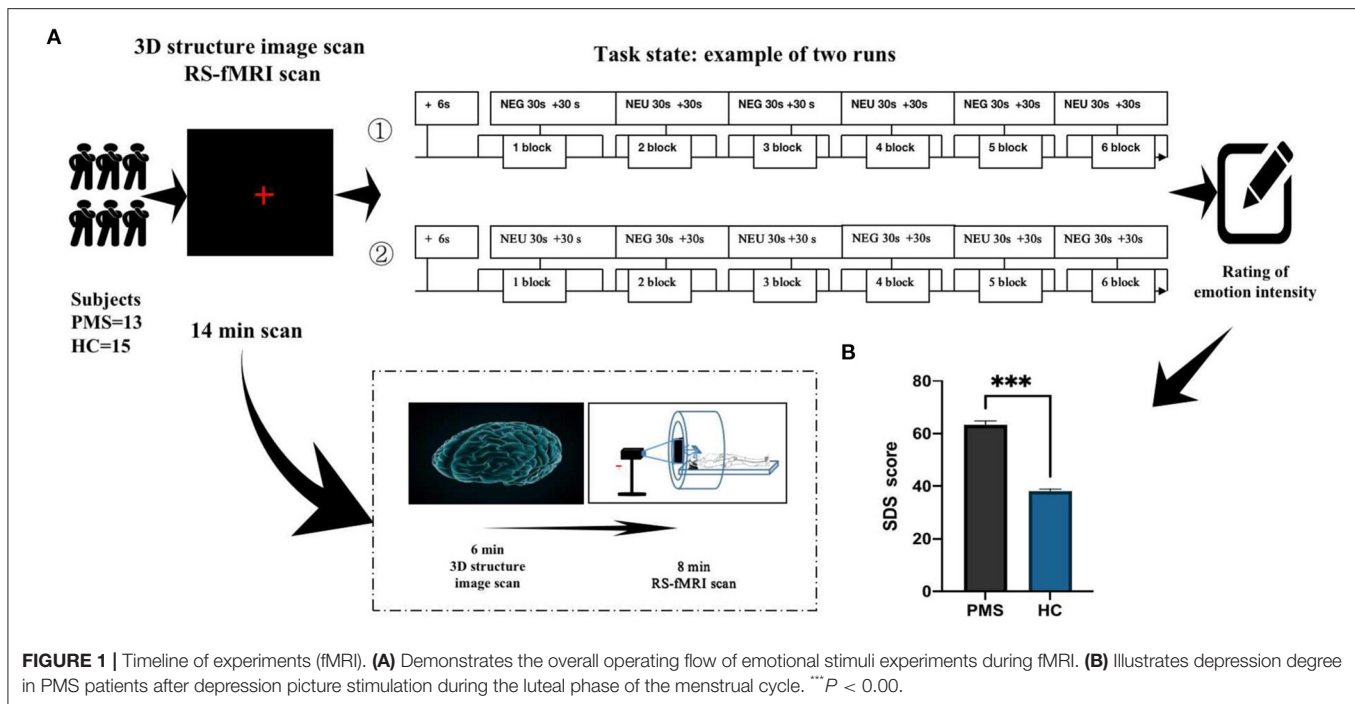 A
3D structure image scan
RS-fMRI scan
Task state: example of two runs
①
+ 6s
NEG 30s +30 s
NEU 30s +30s
NEG 30s +30 s
NEU 30s +30s
NEG 30s +30s
NEU 30s +30s
1 block
2 block
3 block
4 block
5 block
6 block
②
+ 6s
NEU 30s +30 s
NEG 30s +30s
NEU 30s +30 s
NEG 30s +30s
NEU 30s +30s
NEG 30s +30s
1 block
2 block
3 block
4 block
5 block
6 block
Subjects
PMS=13
HC=15
14 min scan
Rating of
emotion intensity
6 min
3D structure
image scan
8 min
RS-fMRI scan
B
***
SDS score
80
60
40
20
0
PMS
HC
FIGURE 1 | Timeline of experiments (fMRI). (A) Demonstrates the overall operating flow of emotional stimuli experiments during fMRI. (B) Illustrates depression degree
in PMS patients after depression picture stimulation during the luteal phase of the menstrual cycle. ***P < 0.00.